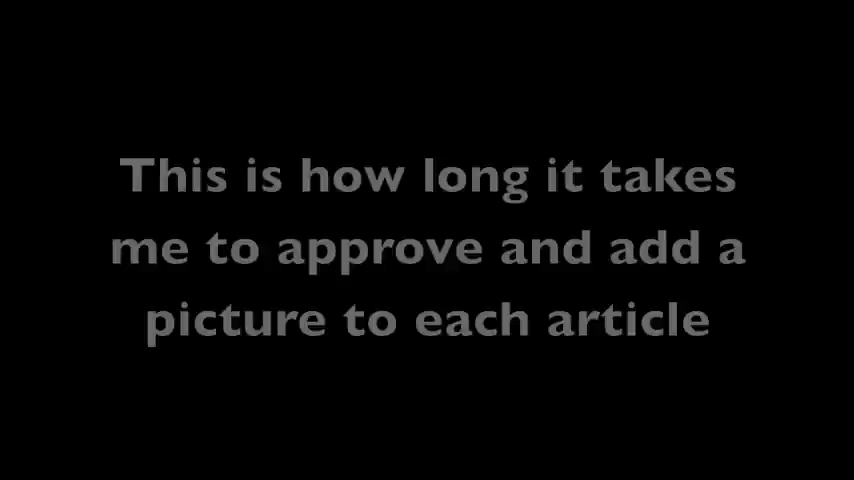 This is how long it takes
me to approve and add a
picture to each article